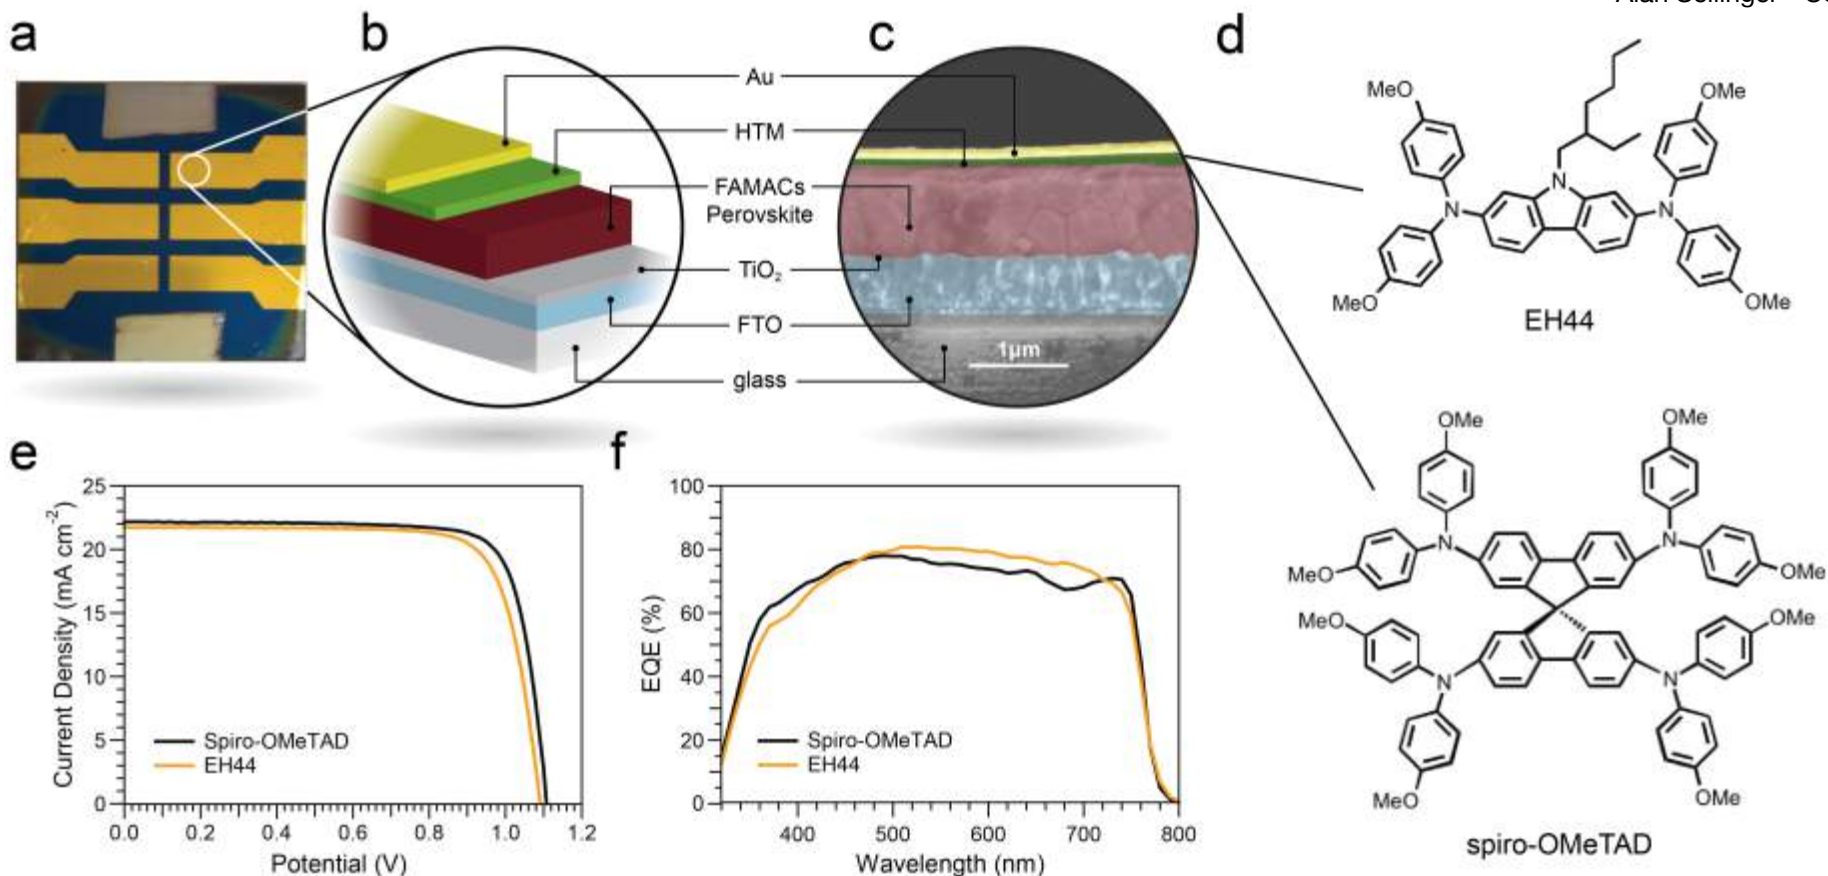 a
b
c
d
Au
HTM
FAMACs
Perovskite
TiO₂
FTO
glass
1µm
MeO
OMe
N
N
N
MeO
OMe
EH44
OMe
OMe
N
N
MeO
OMe
MeO
OMe
N
N
MeO
OMe
spiro-OMeTAD
e
25
20
15
10
5
0
Current Density (mA cm⁻²)
Spiro-OMeTAD
EH44
0.0 0.2 0.4 0.6 0.8 1.0 1.2
Potential (V)
f
100
80
60
40
20
0
EQE (%)
Spiro-OMeTAD
EH44
400 500 600 700 800
Wavelength (nm)